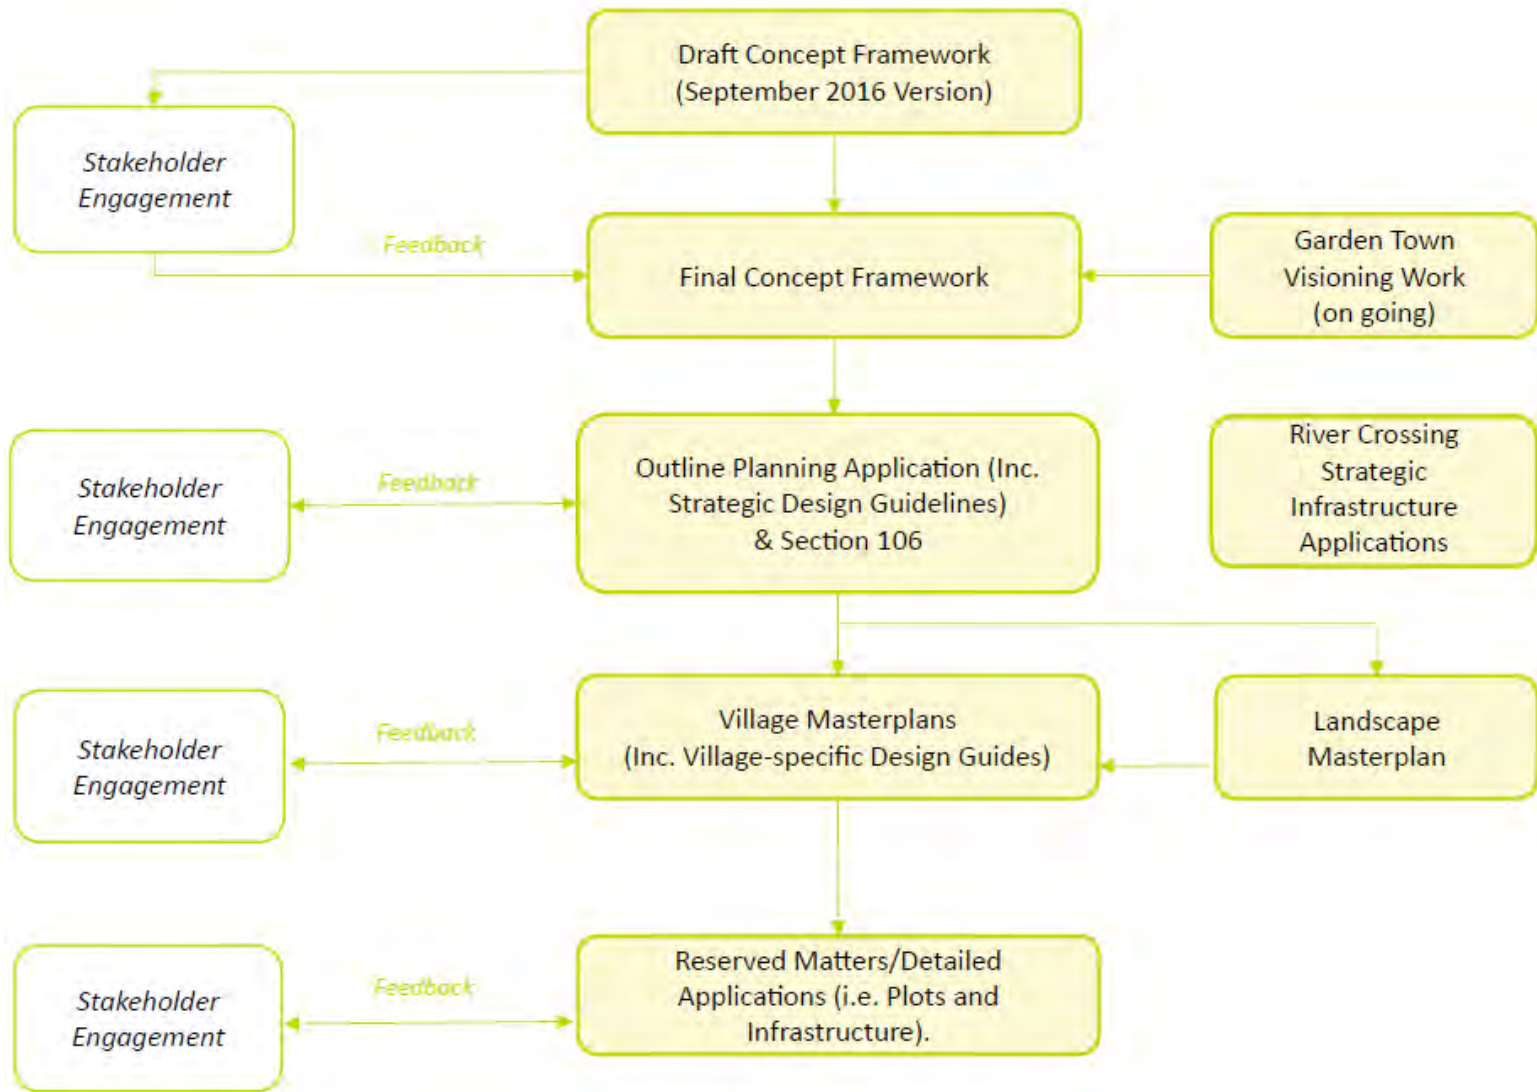 Draft Concept Framework
(September 2016 Version)
Stakeholder
Engagement
Feedback
Final Concept Framework
Garden Town
Visioning Work
(on going)
Stakeholder
Engagement
Feedback
Outline Planning Application (Inc.
Strategic Design Guidelines)
& Section 106
River Crossing
Strategic
Infrastructure
Applications
Stakeholder
Engagement
Feedback
Village Masterplans
(Inc. Village-specific Design Guides)
Landscape
Masterplan
Stakeholder
Engagement
Feedback
Reserved Matters/Detailed
Applications (i.e. Plots and
Infrastructure).